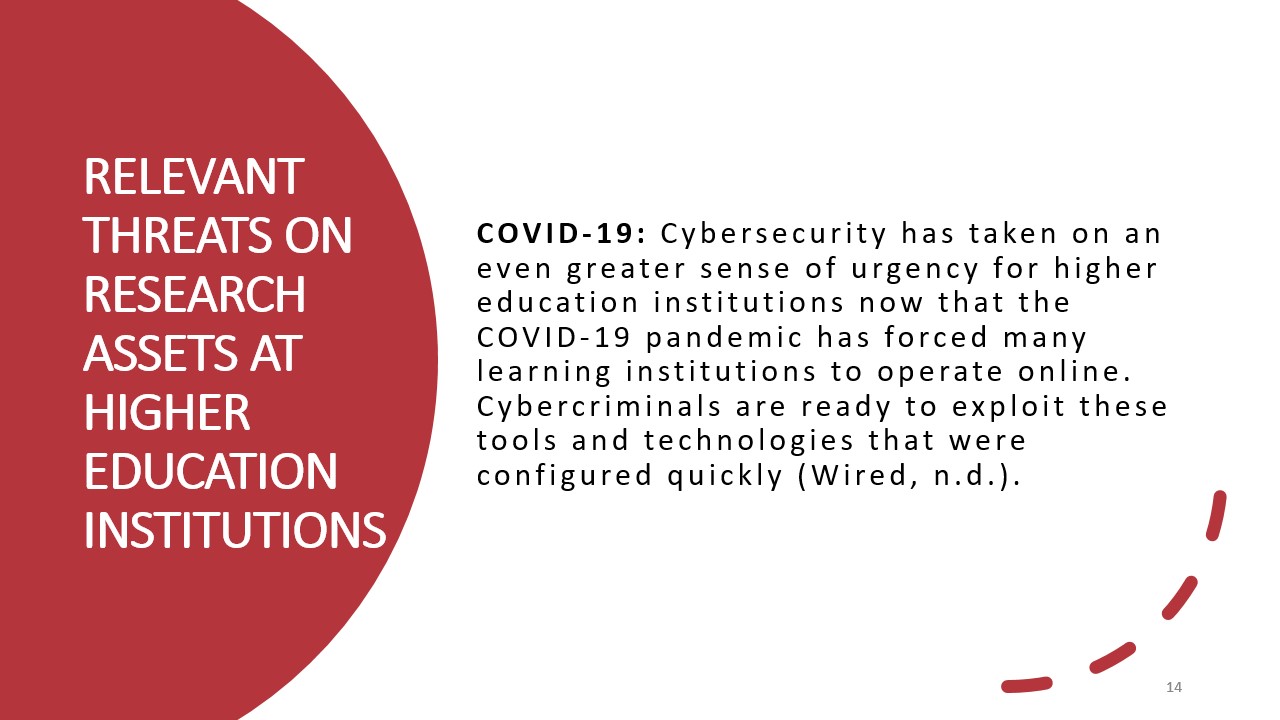 RELEVANT
THREATS ON
RESEARCH
ASSETS AT
HIGHER
EDUCATION
INSTITUTIONS
COVID-19: Cybersecurity has taken on an
even greater sense of urgency for higher
education institutions now that the
COVID-19 pandemic has forced many
learning institutions to operate online.
Cybercriminals are ready to exploit these
tools and technologies that were
configured quickly (Wired, n.d.).
14